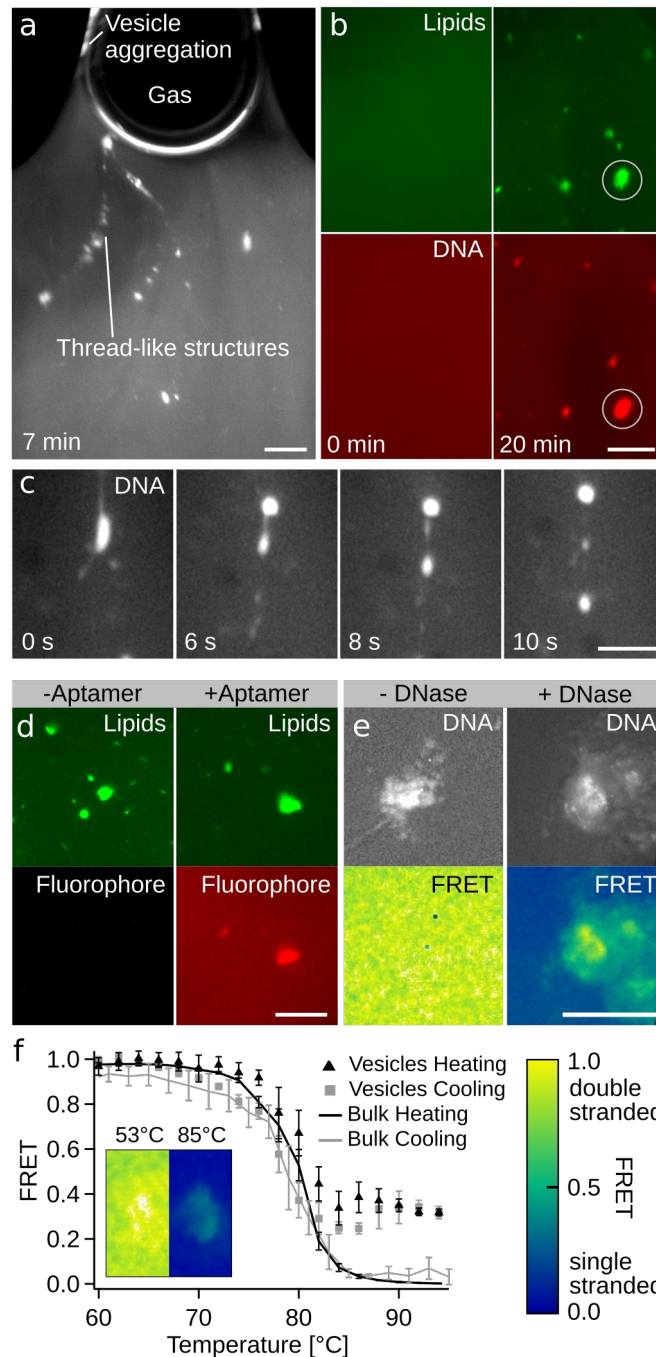 a
Vesicle
aggregation
Gas
Thread-like structures
7 min
b
Lipids
DNA
0 min
20 min
c
DNA
0 s
6 s
8 s
10 s
-Aptamer
+Aptamer
d
Lipids
Lipids
Fluorophore
Fluorophore
- DNase
+ DNase
e
DNA
DNA
FRET
FRET
f
1.0
0.8
0.6
0.4
0.2
0.0
FRET
53°C
85°C
Vesicles Heating
Vesicles Cooling
Bulk Heating
Bulk Cooling
60
70
80
90
Temperature [°C]
1.0
double
stranded
0.5
FRET
single
stranded
0.0